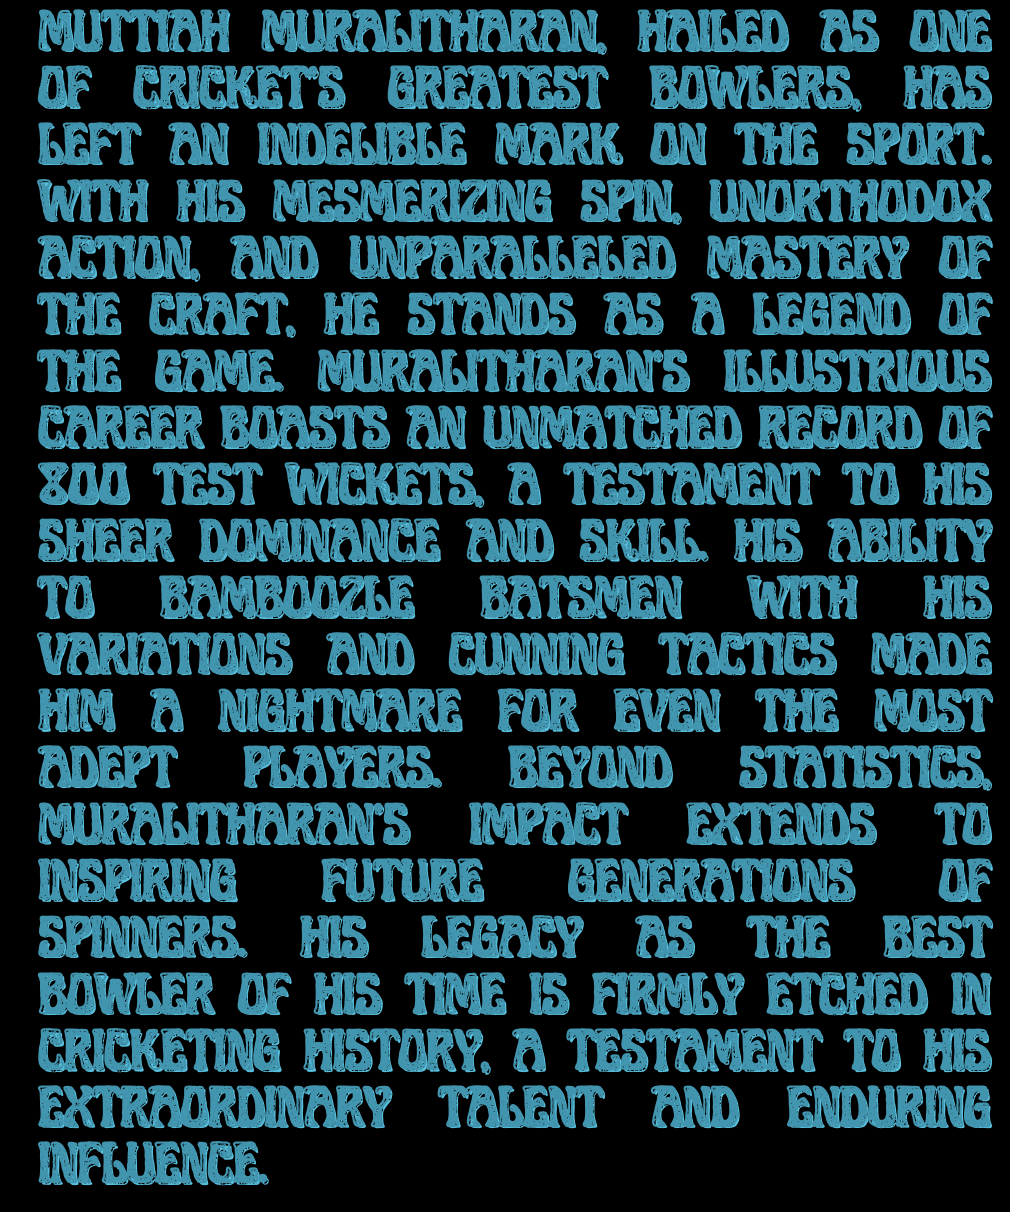 MUTTIAH MURALITHARAN, HAILED AS ONE
OF CRICKET'S GREATEST BOWLERS, HAS
LEFT AN INDELIBLE MARK ON THE SPORT.
WITH HIS MESMERIZING SPIN, UNORTHODOX
ACTION, AND UNPARALLELED MASTERY OF
THE CRAFT, HE STANDS AS A LEGEND OF
THE GAME. MURALITHARAN'S ILLUSTRIOUS
CAREER BOASTS AN UNMATCHED RECORD OF
800 TEST WICKETS, A TESTAMENT TO HIS
SHEER DOMINANCE AND SKILL. HIS ABILITY
TO BAMBOOZLE BATSMEN WITH HIS
VARIATIONS AND CUNNING TACTICS MADE
HIM A NIGHTMARE FOR EVEN THE MOST
ADEPT PLAYERS. BEYOND STATISTICS,
MURALITHARAN'S IMPACT EXTENDS TO
INSPIRING FUTURE GENERATIONS OF
SPINNERS. HIS LEGACY AS THE BEST
BOWLER OF HIS TIME IS FIRMLY ETCHED IN
CRICKETING HISTORY, A TESTAMENT TO HIS
EXTRAORDINARY TALENT AND ENDURING
INFLUENCE.